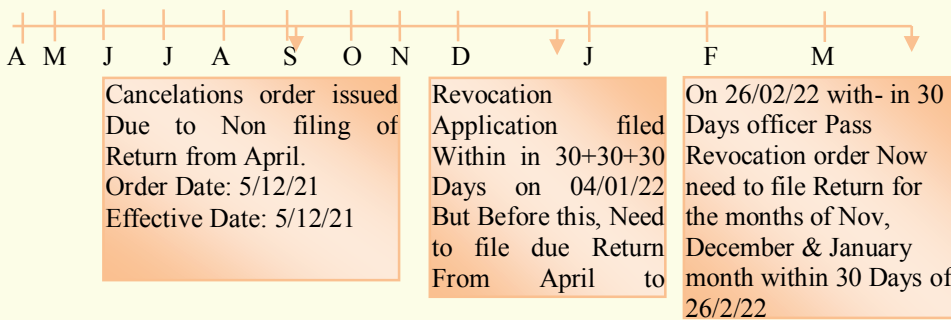 A M J J A S O N D J F M
Cancelations order issued
Due to Non filing of
Return from April.
Order Date: 5/12/21
Effective Date: 5/12/21
Revocation
Application filed
Within in 30+30+30
Days on 04/01/22
But Before this, Need
to file due Return
From April to
On 26/02/22 with- in 30
Days officer Pass
Revocation order Now
need to file Return for
the months of Nov,
December & January
month within 30 Days of
26/2/22